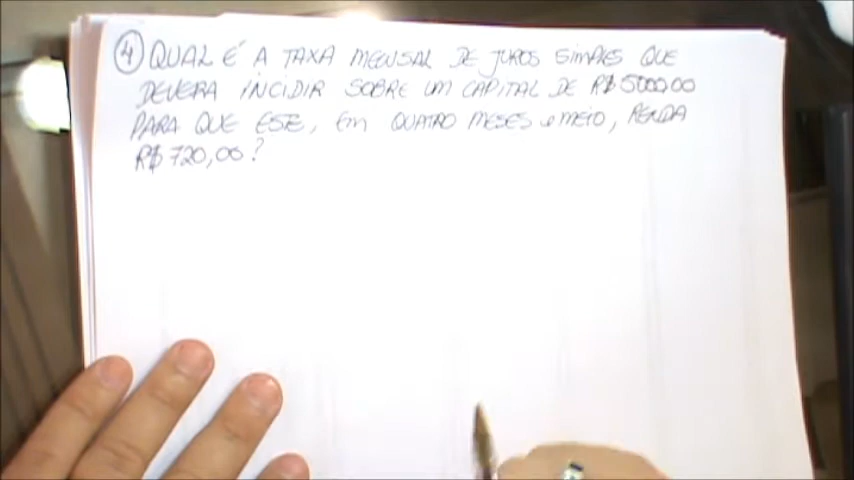 ④ QUAL É A TAXA MENSAL DE JUROS SIMPLES QUE
DEVERA INCIDIR SOBRE UM CAPITAL DE R$ 5000,00
PARA QUE ESTE, EM QUATRO MESES e MEIO, RENDA
R$ 720,00?